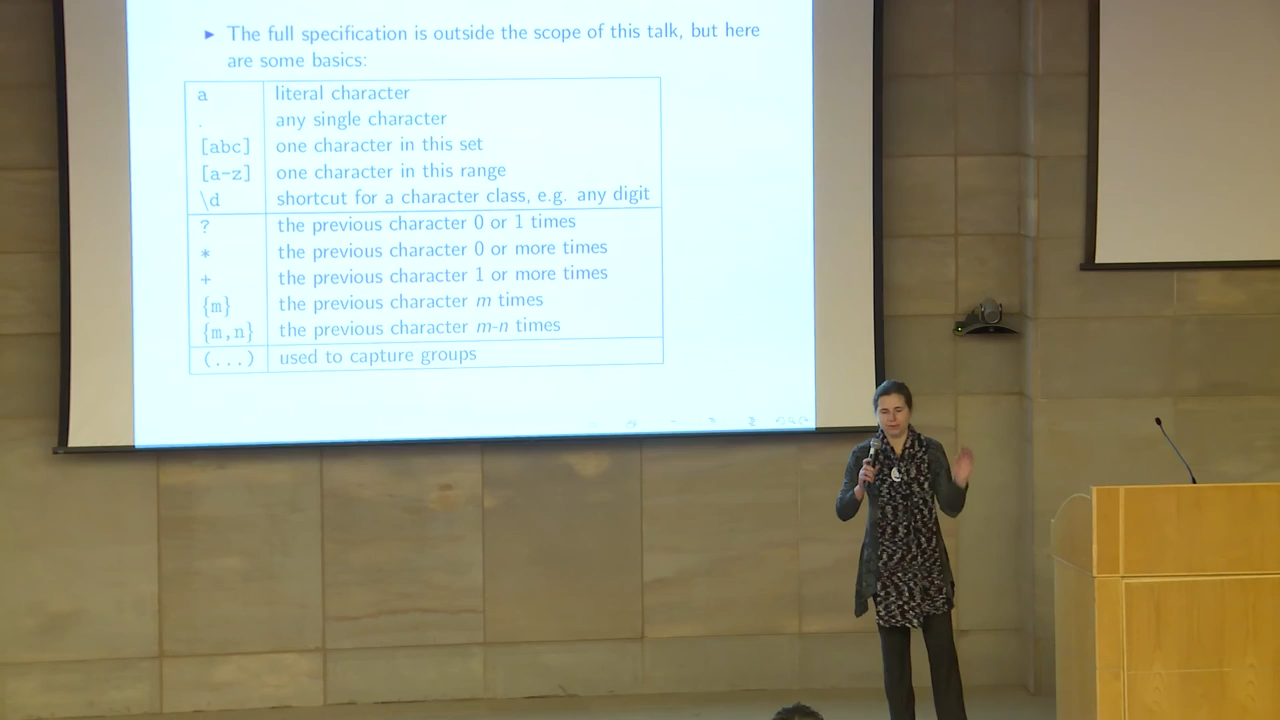 ▶ The full specification is outside the scope of this talk, but here
are some basics:
a literal character
. any single character
[abc] one character in this set
[a-z] one character in this range
\d shortcut for a character class, e.g. any digit
? the previous character 0 or 1 times
* the previous character 0 or more times
+ the previous character 1 or more times
{m} the previous character m times
{m,n} the previous character m-n times
(...) used to capture groups